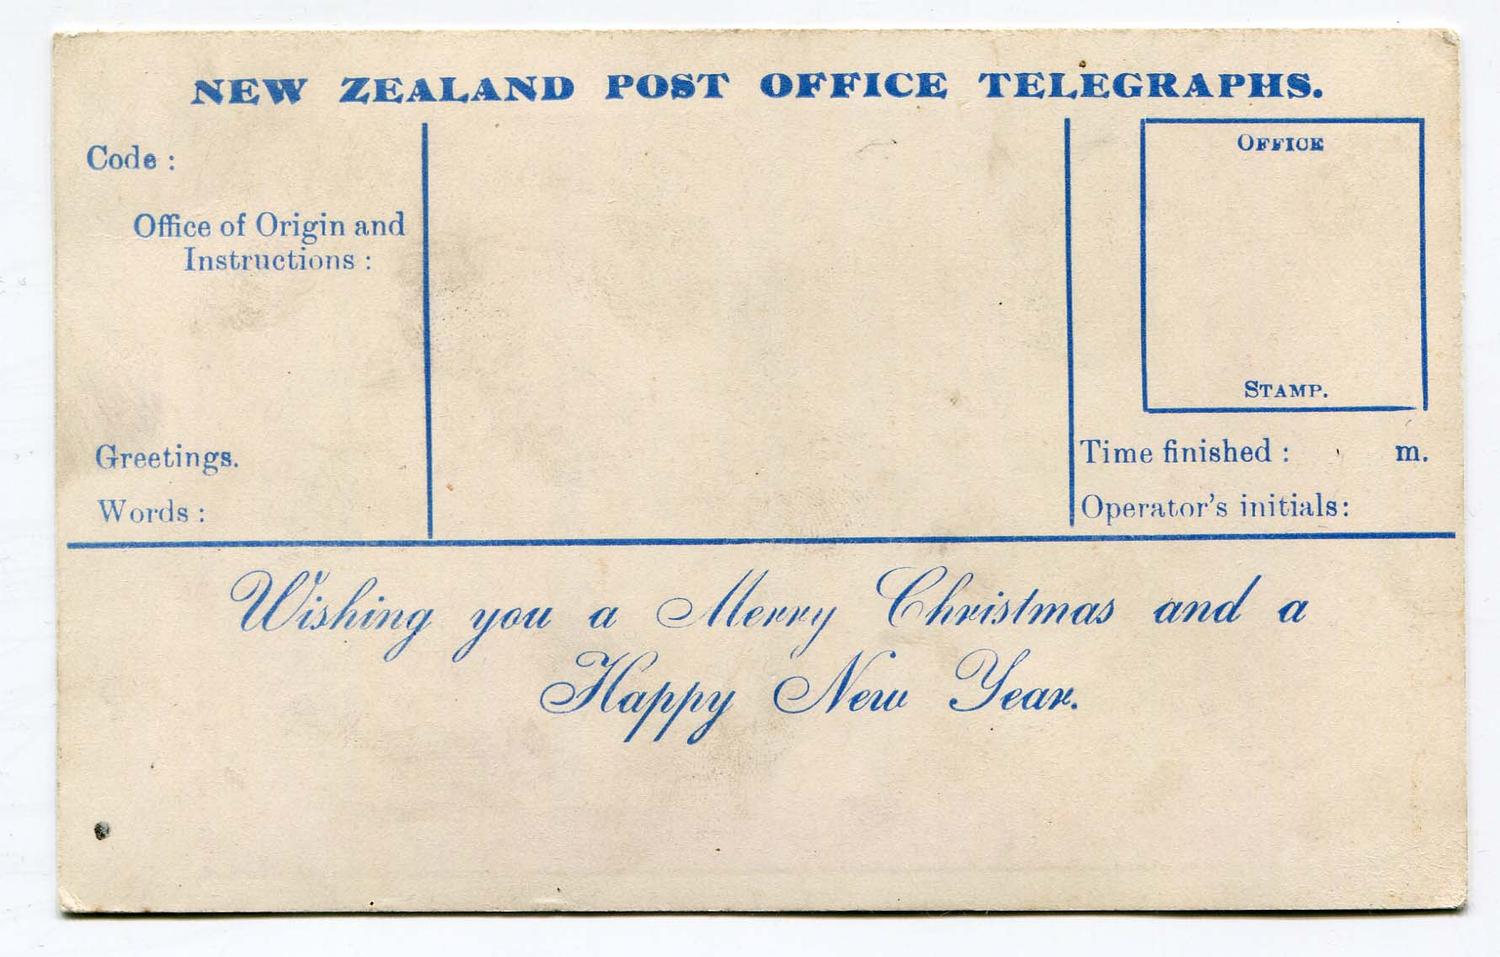 NEW ZEALAND POST OFFICE TELEGRAPHS.
Code :
Office of Origin and
Instructions :
Greetings.
Words :
OFFICE
STAMP.
Time finished : m.
Operator's initials:
Wishing you a Merry Christmas and a
Happy New Year.